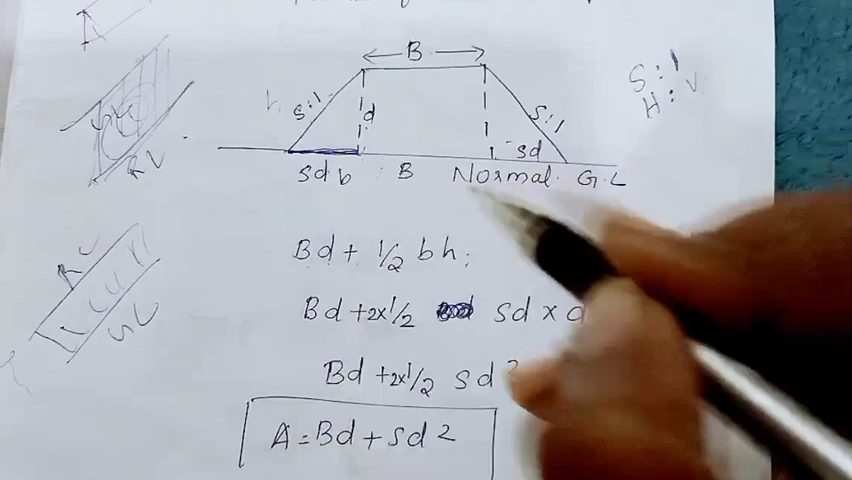 B
S:1
H:V
s:1
d
s:1
sd
sd b B Normal G.L
Bd + 1/2 bh;
Bd + 2x1/2 sd x d
Bd + 2x1/2 sd²
A = Bd + sd²
RL